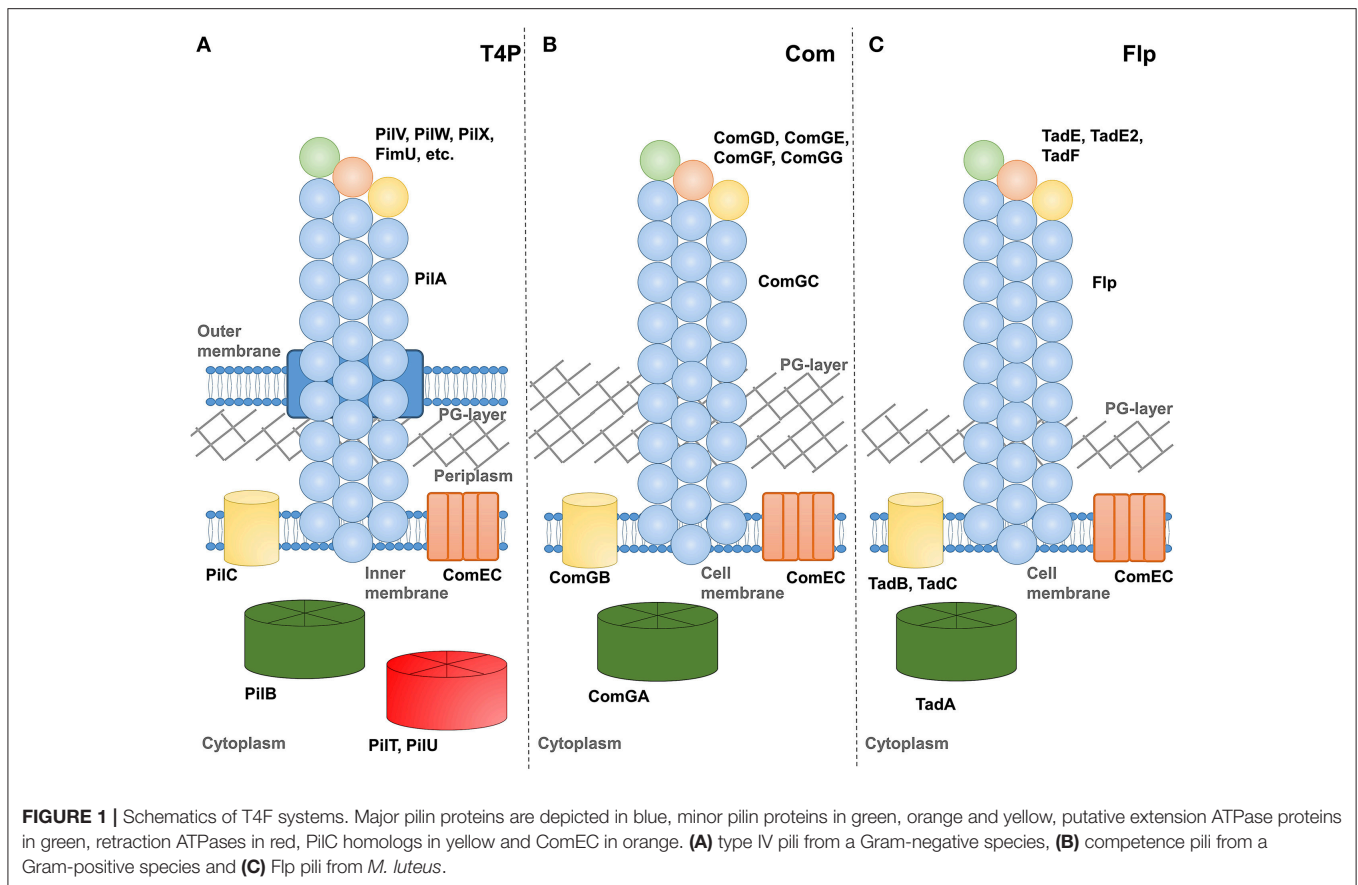 A
T4P
PilV, PilW, PilX,
FimU, etc.
PilA
Outer
membrane
PG-layer
Periplasm
PilC
Inner
membrane
ComEC
PilB
PilT, PilU
Cytoplasm
B
Com
ComGD, ComGE,
ComGF, ComGG
ComGC
PG-layer
ComGB
Cell
membrane
ComEC
ComGA
Cytoplasm
C
Flp
TadE, TadE2,
TadF
Flp
PG-layer
TadB, TadC
Cell
membrane
ComEC
TadA
Cytoplasm
FIGURE 1 | Schematics of T4F systems. Major pilin proteins are depicted in blue, minor pilin proteins in green, orange and yellow, putative extension ATPase proteins
in green, retraction ATPases in red, PilC homologs in yellow and ComEC in orange. (A) type IV pili from a Gram-negative species, (B) competence pili from a
Gram-positive species and (C) Flp pili from M. luteus.